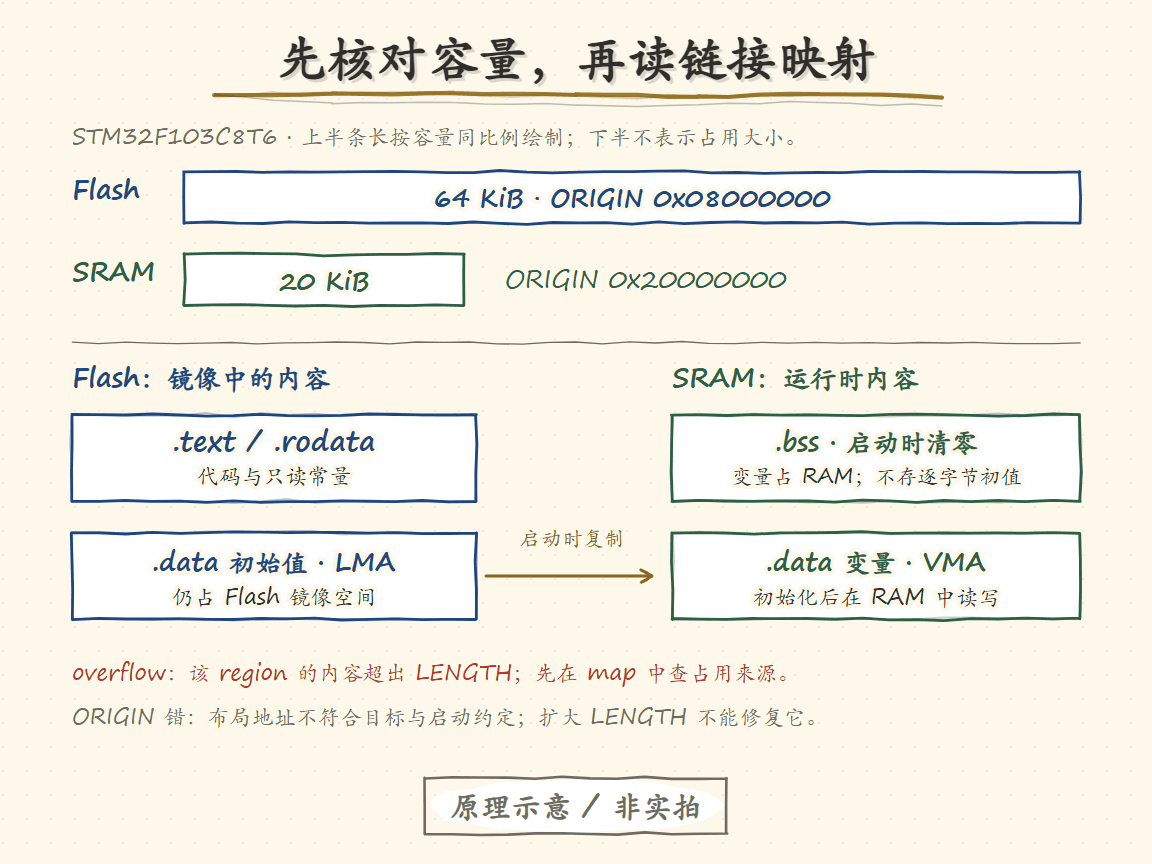 先核对容量，再读链接映射
STM32F103C8T6 · 上半条长按容量同比例绘制；下半不表示占用大小。
Flash
64 KiB · ORIGIN 0x08000000
SRAM
20 KiB
ORIGIN 0x20000000
Flash：镜像中的内容
SRAM：运行时内容
.text / .rodata
代码与只读常量
.bss · 启动时清零
变量占 RAM；不存逐字节初值
.data 初始值 · LMA
仍占 Flash 镜像空间
启动时复制
.data 变量 · VMA
初始化后在 RAM 中读写
overflow：该 region 的内容超出 LENGTH；先在 map 中查占用来源。
ORIGIN 错：布局地址不符合目标与启动约定；扩大 LENGTH 不能修复它。
原理示意 / 非实拍